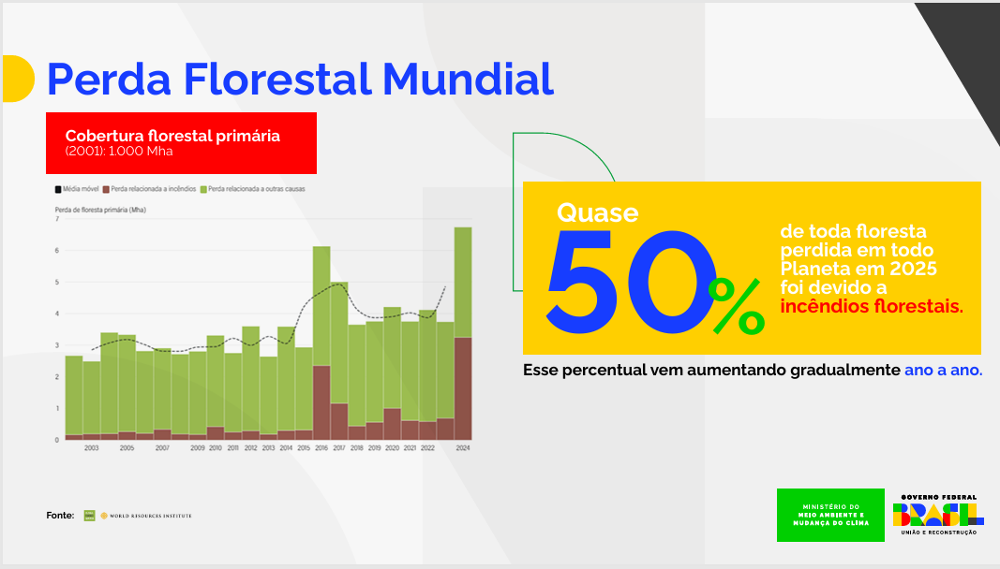 Perda Florestal Mundial
Cobertura florestal primária
(2001): 1.000 Mha
Média móvel Perda relacionada a incêndios Perda relacionada a outras causas
Perda de floresta primária (Mha)
7
6
5
4
3
2
1
0
2003 2005 2007 2009 2010 2011 2012 2013 2014 2015 2016 2017 2018 2019 2020 2021 2022 2024
Quase
50%
de toda floresta
perdida em todo
Planeta em 2025
foi devido a
incêndios florestais.
Esse percentual vem aumentando gradualmente ano a ano.
Fonte:
WORLD RESOURCES INSTITUTE
MINISTÉRIO DO
MEIO AMBIENTE E
MUDANÇA DO CLIMA
GOVERNO FEDERAL
BRASIL
UNIÃO E RECONSTRUÇÃO